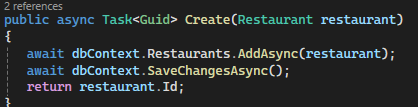 2 references
public async Task<Guid> Create(Restaurant restaurant)
{
    await dbContext.Restaurants.AddAsync(restaurant);
    await dbContext.SaveChangesAsync();
    return restaurant.Id;
}